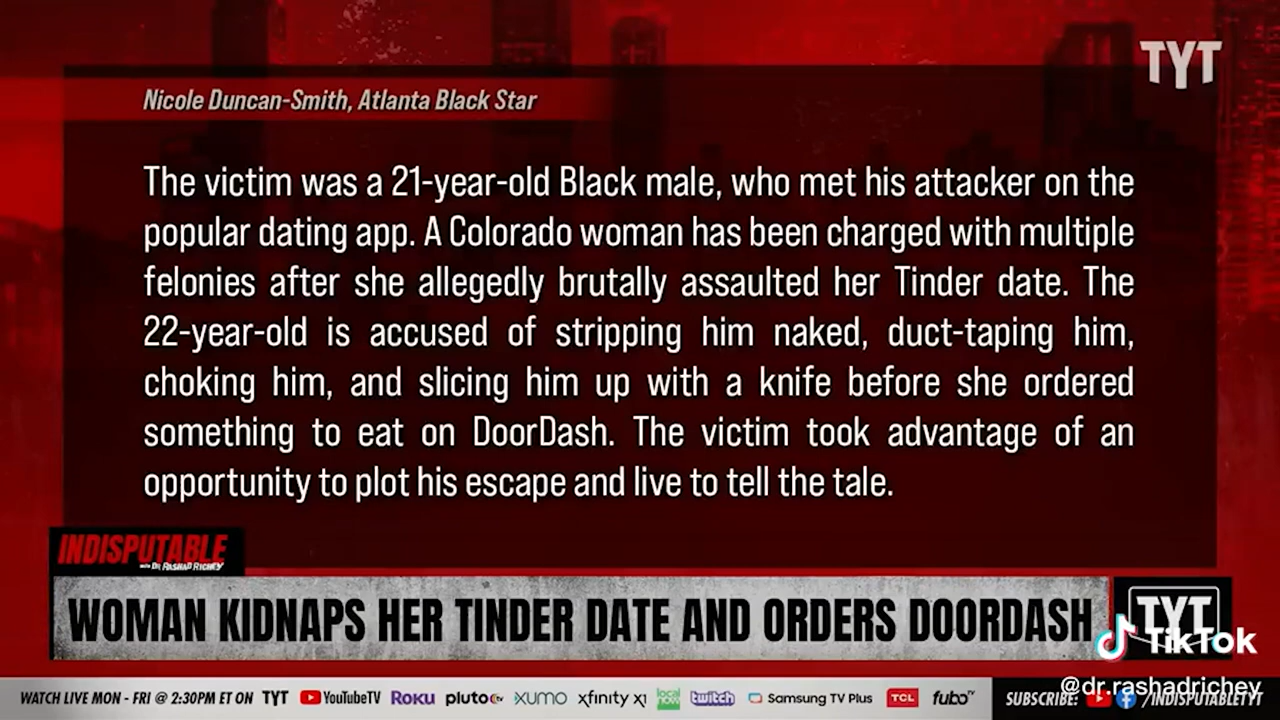 TYT
Nicole Duncan-Smith, Atlanta Black Star
The victim was a 21-year-old Black male, who met his attacker on the
popular dating app. A Colorado woman has been charged with multiple
felonies after she allegedly brutally assaulted her Tinder date. The
22-year-old is accused of stripping him naked, duct-taping him,
choking him, and slicing him up with a knife before she ordered
something to eat on DoorDash. The victim took advantage of an
opportunity to plot his escape and live to tell the tale.
INDISPUTABLE
WITH DR. RASHAD RICHEY
WOMAN KIDNAPS HER TINDER DATE AND ORDERS DOORDASH
TYT
TikTok
@dr.rashadrichey
WATCH LIVE MON - FRI @ 2:30PM ET ON TYT YouTubeTV Roku pluto tv XUMO xfinity x1 local now twitch Samsung TV Plus TCL fubo TV SUBSCRIBE: /INDISPUTABLETYT